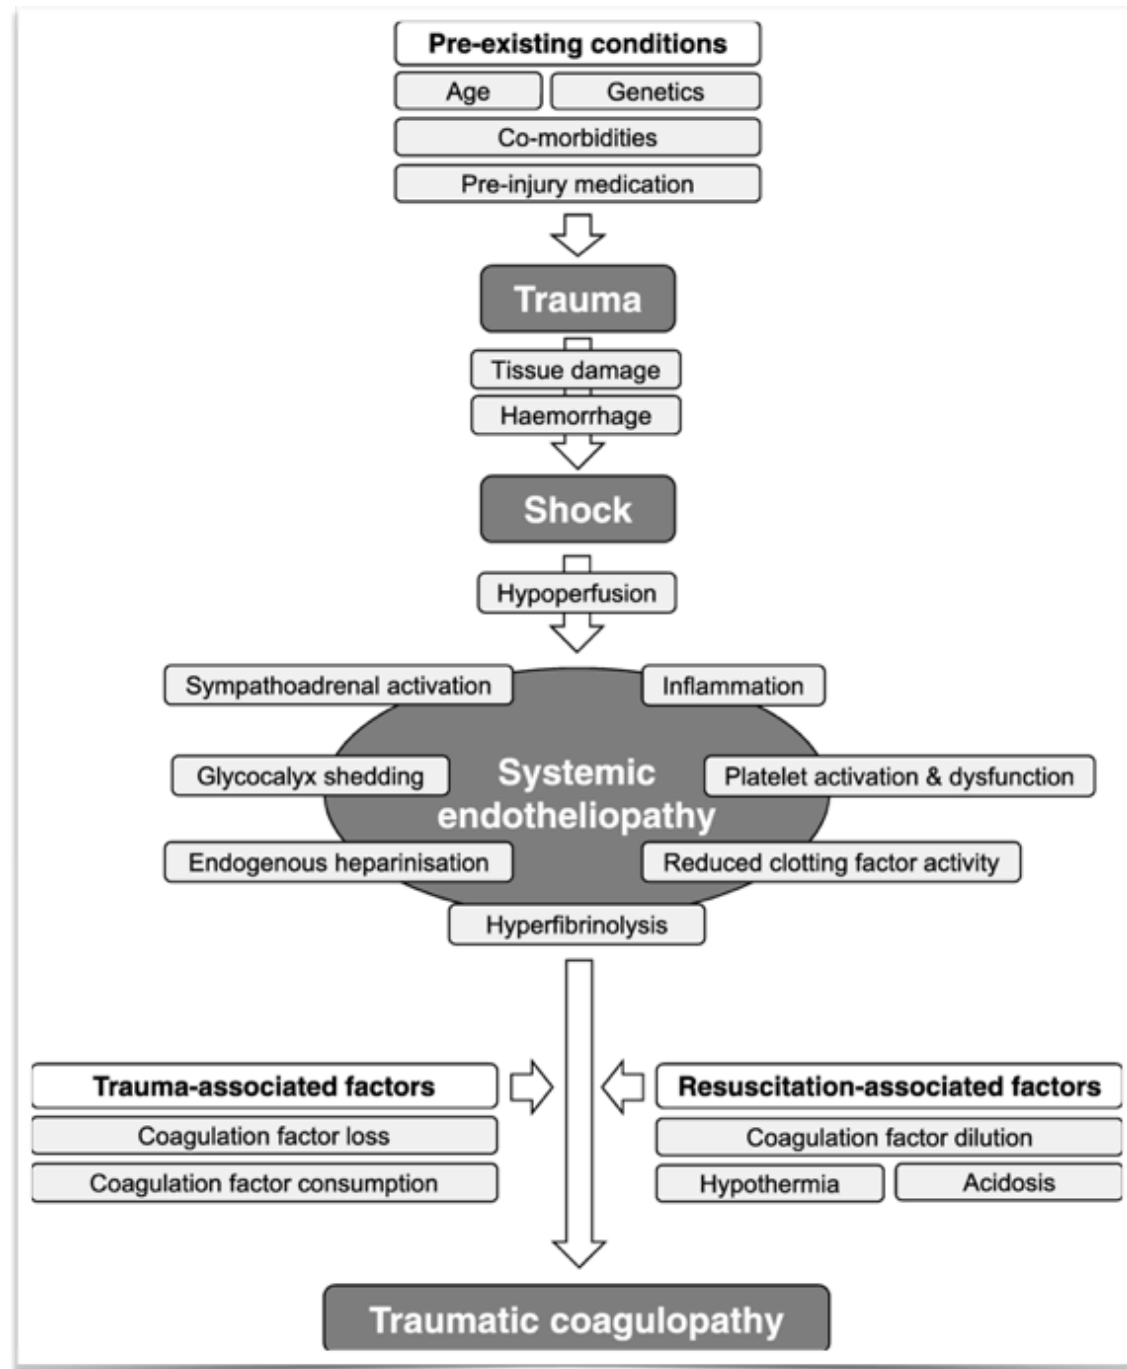 Pre-existing conditions
Age
Genetics
Co-morbidities
Pre-injury medication
Trauma
Tissue damage
Haemorrhage
Shock
Hypoperfusion
Sympathoadrenal activation
Inflammation
Glycocalyx shedding
Systemic
endotheliopathy
Platelet activation & dysfunction
Endogenous heparinisation
Reduced clotting factor activity
Hyperfibrinolysis
Trauma-associated factors
Coagulation factor loss
Coagulation factor consumption
Resuscitation-associated factors
Coagulation factor dilution
Hypothermia
Acidosis
Traumatic coagulopathy